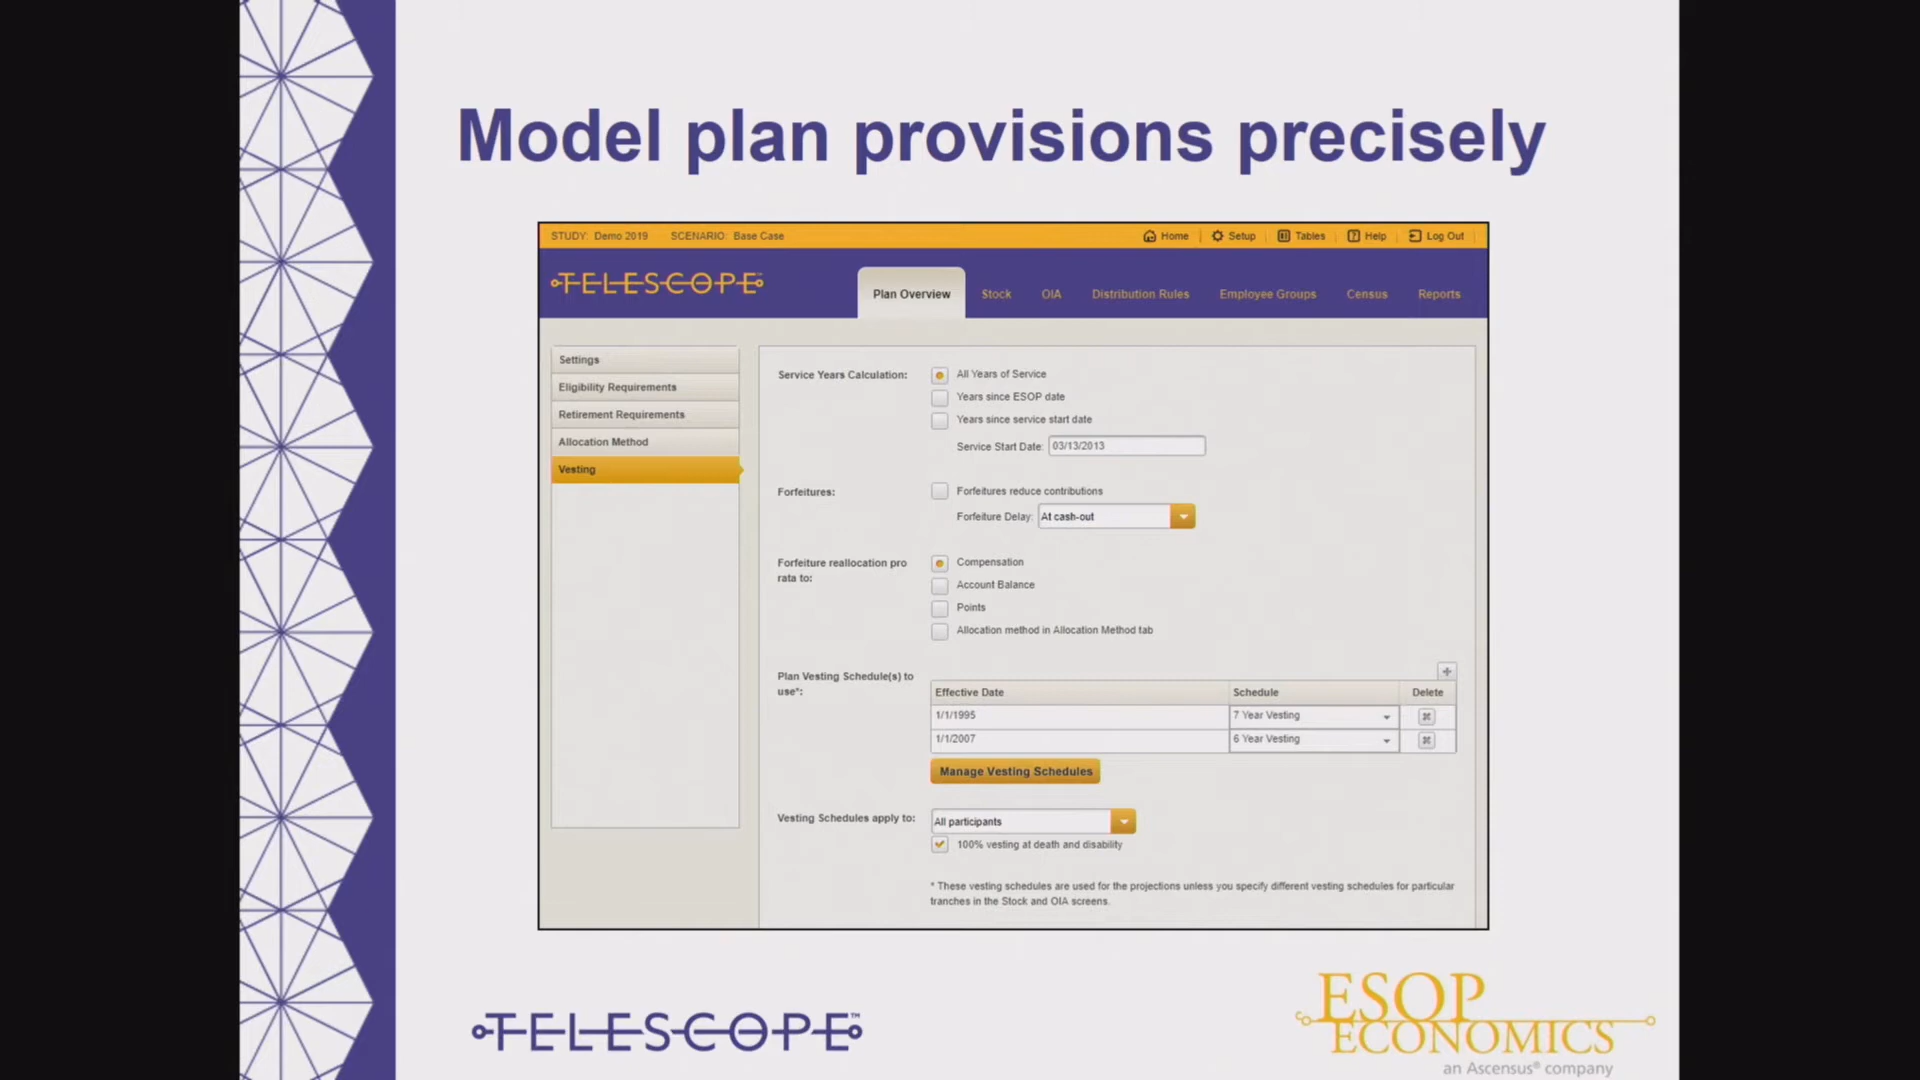 Model plan provisions precisely
STUDY: Demo 2019 SCENARIO: Base Case Home Setup Tables Help Log Out
TELESCOPE™
Plan Overview Stock OIA Distribution Rules Employee Groups Census Reports
Settings
Eligibility Requirements
Retirement Requirements
Allocation Method
Vesting
Service Years Calculation: All Years of Service
Years since ESOP date
Years since service start date
Service Start Date: 03/13/2013
Forfeitures: Forfeitures reduce contributions
Forfeiture Delay: At cash-out
Forfeiture reallocation pro
rata to:
Compensation
Account Balance
Points
Allocation method in Allocation Method tab
Plan Vesting Schedule(s) to
use*:
Effective Date Schedule Delete
1/1/1995 7 Year Vesting
1/1/2007 6 Year Vesting
Manage Vesting Schedules
Vesting Schedules apply to: All participants
100% vesting at death and disability
* These vesting schedules are used for the projections unless you specify different vesting schedules for particular
tranches in the Stock and OIA screens.
TELESCOPE™
ESOP
ECONOMICS
an Ascensus® company